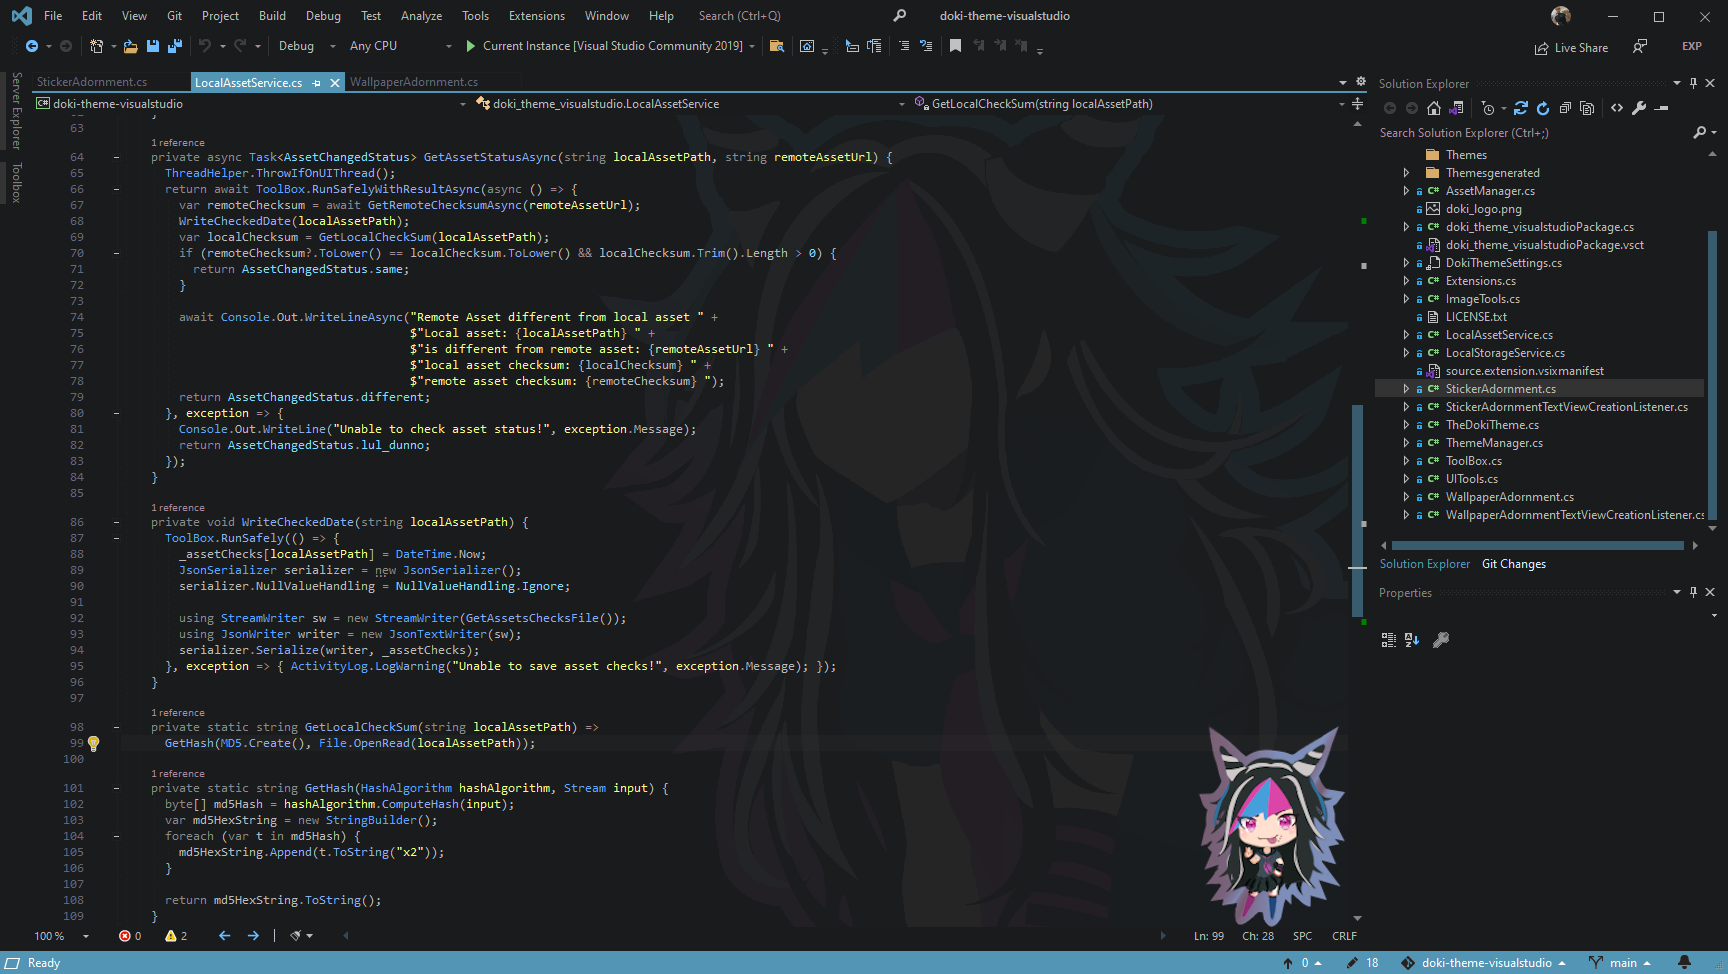 File Edit View Git Project Build Debug Test Analyze Tools Extensions Window Help Search (Ctrl+Q) doki-theme-visualstudio
Debug Any CPU Current Instance [Visual Studio Community 2019] Live Share EXP
Server Explorer
Toolbox
StickerAdornment.cs LocalAssetService.cs WallpaperAdornment.cs
C# doki-theme-visualstudio doki_theme_visualstudio.LocalAssetService GetLocalCheckSum(string localAssetPath)
63
1 reference
64 private async Task<AssetChangedStatus> GetAssetStatusAsync(string localAssetPath, string remoteAssetUrl) {
65 ThreadHelper.ThrowIfOnUIThread();
66 return await ToolBox.RunSafelyWithResultAsync(async () => {
67 var remoteChecksum = await GetRemoteChecksumAsync(remoteAssetUrl);
68 WriteCheckedDate(localAssetPath);
69 var localChecksum = GetLocalCheckSum(localAssetPath);
70 if (remoteChecksum?.ToLower() == localChecksum.ToLower() && localChecksum.Trim().Length > 0) {
71 return AssetChangedStatus.same;
72 }
73
74 await Console.Out.WriteLineAsync("Remote Asset different from local asset " +
75 $"Local asset: {localAssetPath} " +
76 $"is different from remote asset: {remoteAssetUrl} " +
77 $"local asset checksum: {localChecksum} " +
78 $"remote asset checksum: {remoteChecksum} ");
79 return AssetChangedStatus.different;
80 }, exception => {
81 Console.Out.WriteLine("Unable to check asset status!", exception.Message);
82 return AssetChangedStatus.lul_dunno;
83 });
84 }
85
1 reference
86 private void WriteCheckedDate(string localAssetPath) {
87 ToolBox.RunSafely(() => {
88 _assetChecks[localAssetPath] = DateTime.Now;
89 JsonSerializer serializer = new JsonSerializer();
90 serializer.NullValueHandling = NullValueHandling.Ignore;
91
92 using StreamWriter sw = new StreamWriter(GetAssetsChecksFile());
93 using JsonWriter writer = new JsonTextWriter(sw);
94 serializer.Serialize(writer, _assetChecks);
95 }, exception => { ActivityLog.LogWarning("Unable to save asset checks!", exception.Message); });
96 }
97
1 reference
98 private static string GetLocalCheckSum(string localAssetPath) =>
99 GetHash(MD5.Create(), File.OpenRead(localAssetPath));
100
1 reference
101 private static string GetHash(HashAlgorithm hashAlgorithm, Stream input) {
102 byte[] md5Hash = hashAlgorithm.ComputeHash(input);
103 var md5HexString = new StringBuilder();
104 foreach (var t in md5Hash) {
105 md5HexString.Append(t.ToString("x2"));
106 }
107
108 return md5HexString.ToString();
109 }
100 % 0 2 Ln: 99 Ch: 28 SPC CRLF
Solution Explorer
Search Solution Explorer (Ctrl+;)
Themes
Themesgenerated
C# AssetManager.cs
doki_logo.png
C# doki_theme_visualstudioPackage.cs
doki_theme_visualstudioPackage.vsct
DokiThemeSettings.cs
C# Extensions.cs
C# ImageTools.cs
LICENSE.txt
C# LocalAssetService.cs
C# LocalStorageService.cs
source.extension.vsixmanifest
C# StickerAdornment.cs
C# StickerAdornmentTextViewCreationListener.cs
C# TheDokiTheme.cs
C# ThemeManager.cs
C# ToolBox.cs
C# UITools.cs
C# WallpaperAdornment.cs
C# WallpaperAdornmentTextViewCreationListener.cs
Solution Explorer Git Changes
Properties
Ready 0 18 doki-theme-visualstudio main